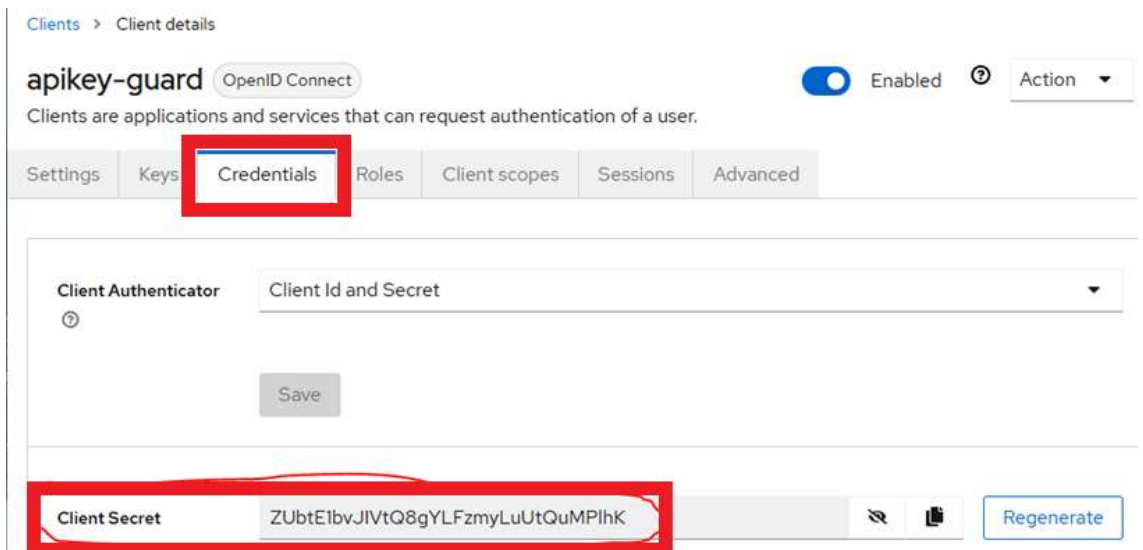 Clients > Client details
apikey-guard OpenID Connect Enabled Action
Clients are applications and services that can request authentication of a user.
Settings Keys Credentials Roles Client scopes Sessions Advanced
Client Authenticator Client Id and Secret
Save
Client Secret ZUbtE1bvJIVtQ8gYLFzmyLuUtQuMPlhK Regenerate